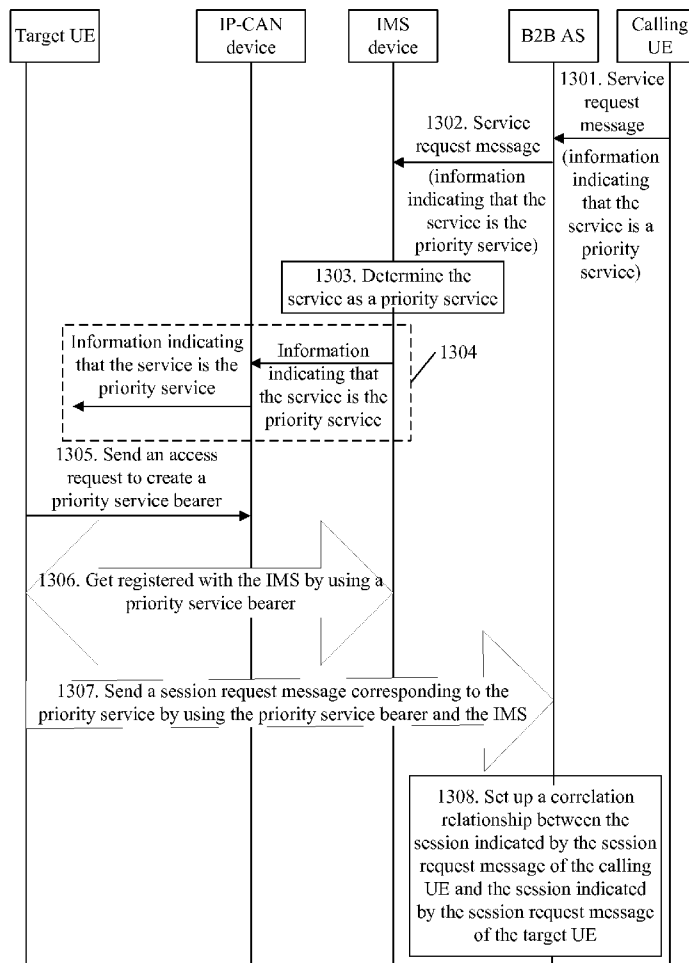 Target UE
IP-CAN
device
IMS
device
B2B AS
Calling
UE
1301. Service
request
message
(information
indicating
that the
service is a
priority
service)
1302. Service
request message
(information
indicating that the
service is the
priority service)
1303. Determine the
service as a priority service
Information indicating
that the service is the
priority service
Information
indicating that
the service is the
priority service
1304
1305. Send an access
request to create a
priority service bearer
1306. Get registered with the IMS by using a
priority service bearer
1307. Send a session request message corresponding to the
priority service by using the priority service bearer and the IMS
1308. Set up a correlation
relationship between the
session indicated by the session
request message of the calling
UE and the session indicated
by the session request message
of the target UE